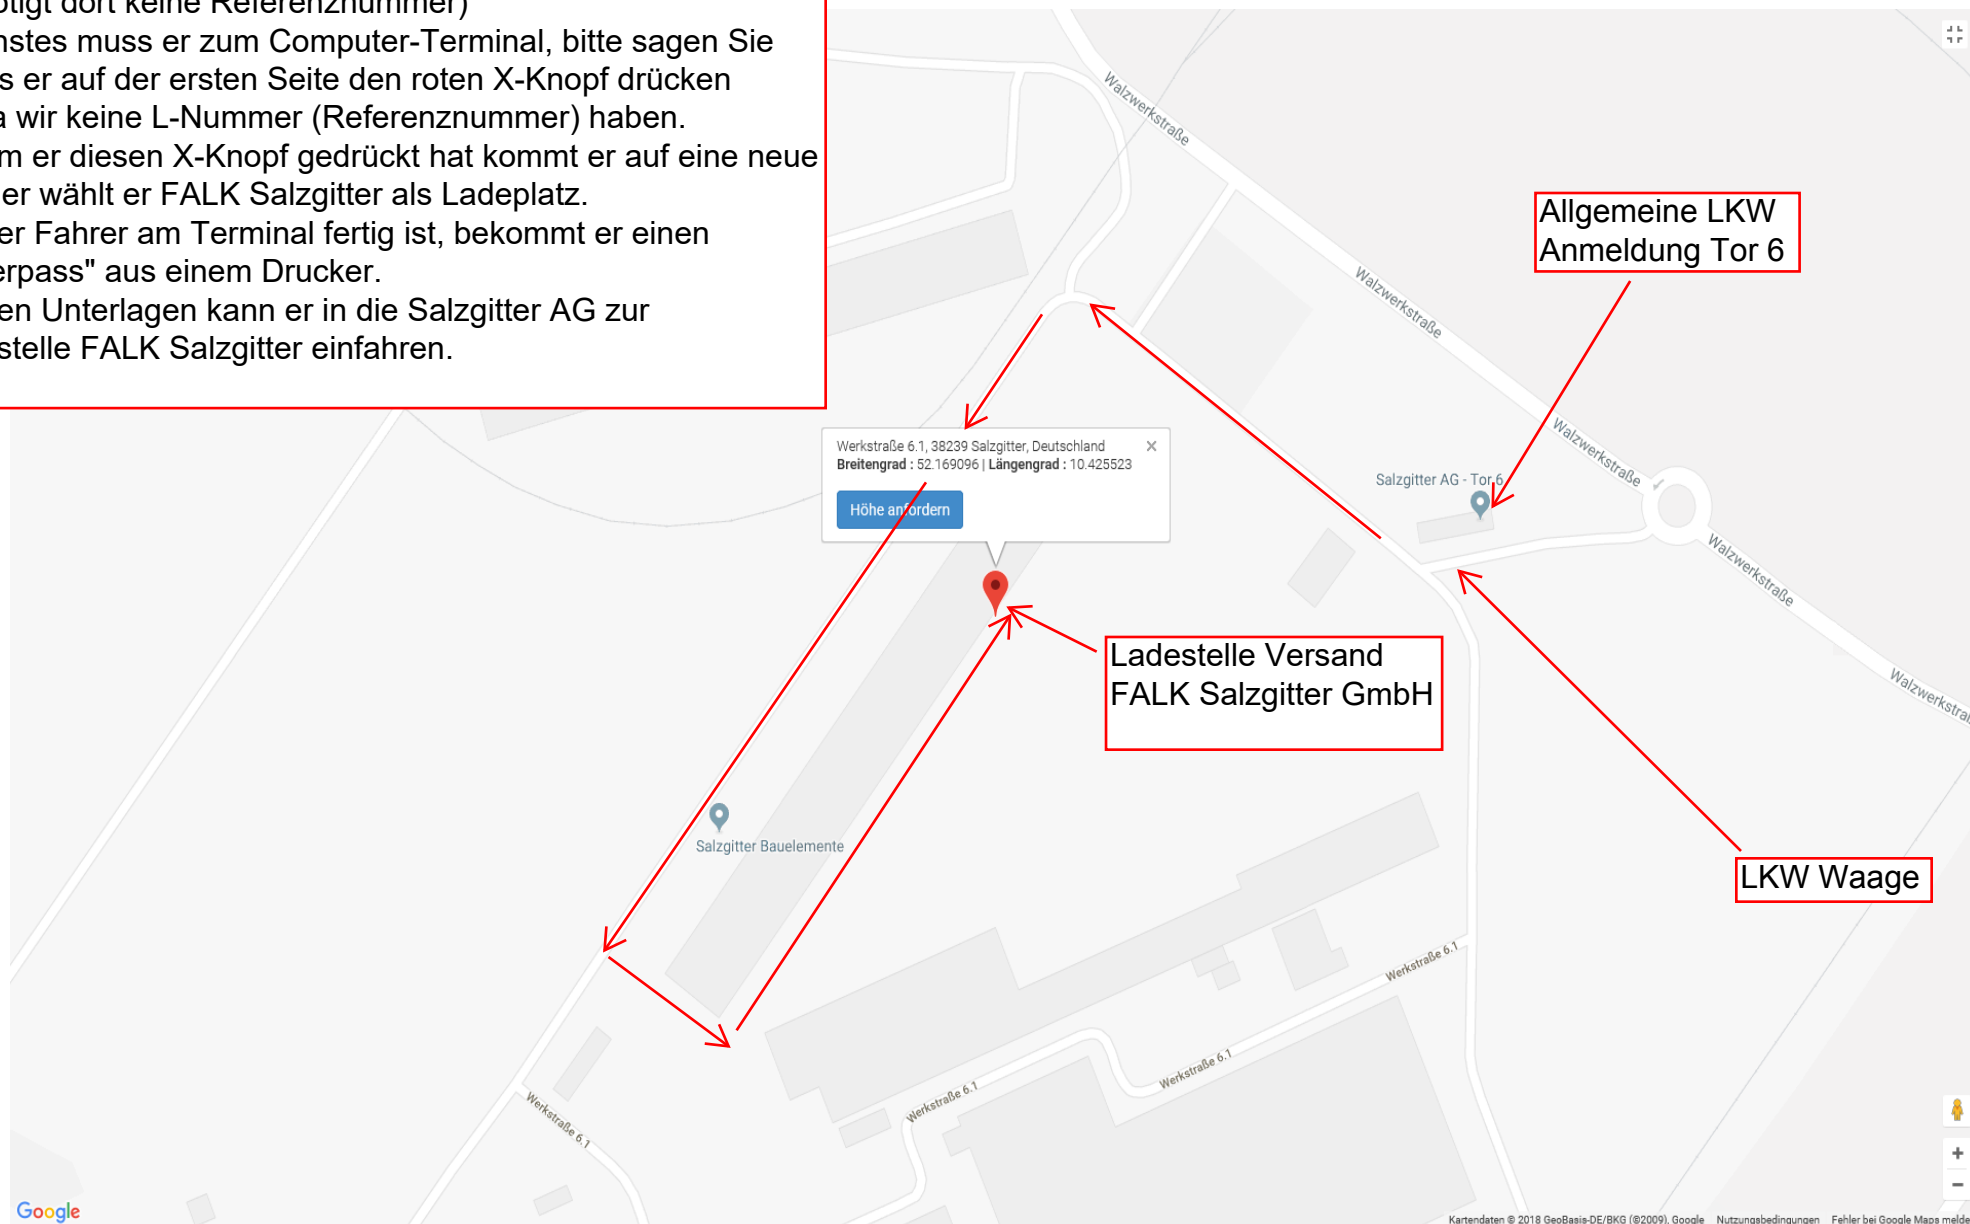 ötigt dort keine Referenznummer)
nstes muss er zum Computer-Terminal, bitte sagen Sie
s er auf der ersten Seite den roten X-Knopf drücken
a wir keine L-Nummer (Referenznummer) haben.
m er diesen X-Knopf gedrückt hat kommt er auf eine neue
er wählt er FALK Salzgitter als Ladeplatz.
er Fahrer am Terminal fertig ist, bekommt er einen
erpass" aus einem Drucker.
en Unterlagen kann er in die Salzgitter AG zur
stelle FALK Salzgitter einfahren.
Walzwerkstraße
Allgemeine LKW
Anmeldung Tor 6
Walzwerkstraße
Walzwerkstraße
Werkstraße 6.1, 38239 Salzgitter, Deutschland
Breitengrad : 52.169096 | Längengrad : 10.425523
Höhe anfordern
Salzgitter AG - Tor 6
Walzwerkstraße
Ladestelle Versand
FALK Salzgitter GmbH
Walzwerkstraß
Salzgitter Bauelemente
LKW Waage
Werkstraße 6.1
Werkstraße 6.1
Werkstraße 6.1
Werkstraße 6.1
Google
Kartendaten © 2018 GeoBasis-DE/BKG (©2009), Google Nutzungsbedingungen Fehler bei Google Maps melde